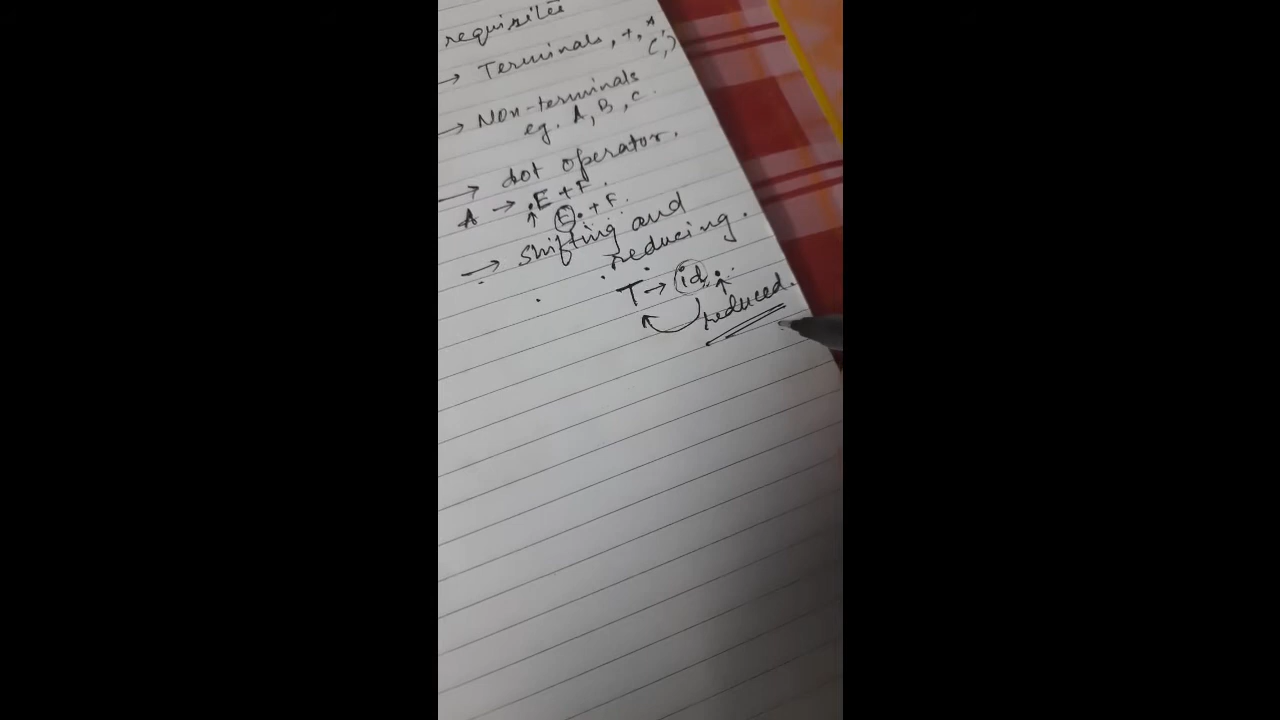 requisites
→ Terminals, +, *
(, )
→ Non-terminals
eg. A, B, C.
→ dot operator.
A → .E + F.
E. + F.
→ shifting and
reducing.
T → id.
reduced.